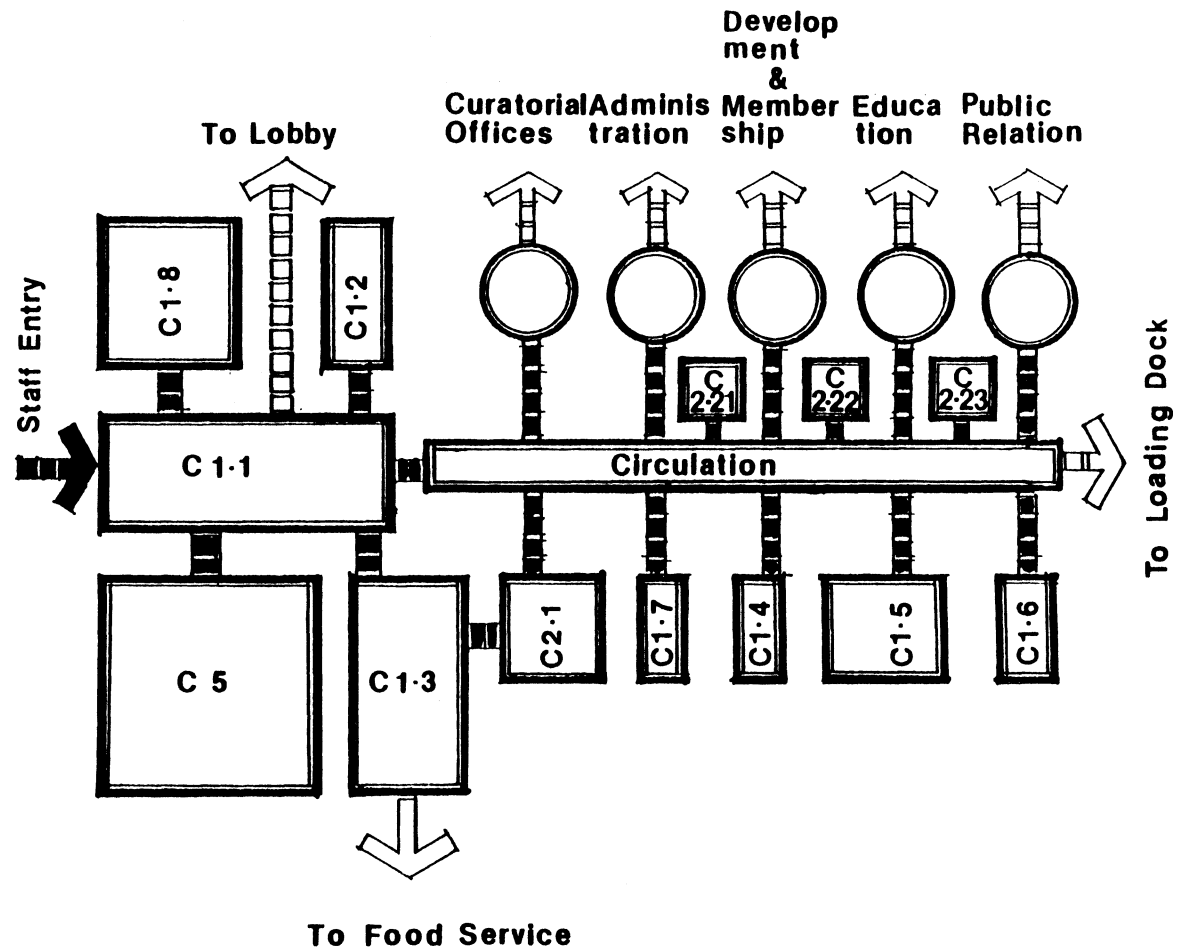 Develop
ment
&
Member
ship
Curatorial
Offices
Adminis
tration
Educa
tion
Public
Relation
To Lobby
Staff Entry
C1·8
C1·2
C
2·21
C
2·22
C
2·23
C 1·1
Circulation
To Loading Dock
C 5
C1·3
C2·1
C1·7
C1·4
C1·5
C1·6
To Food Service